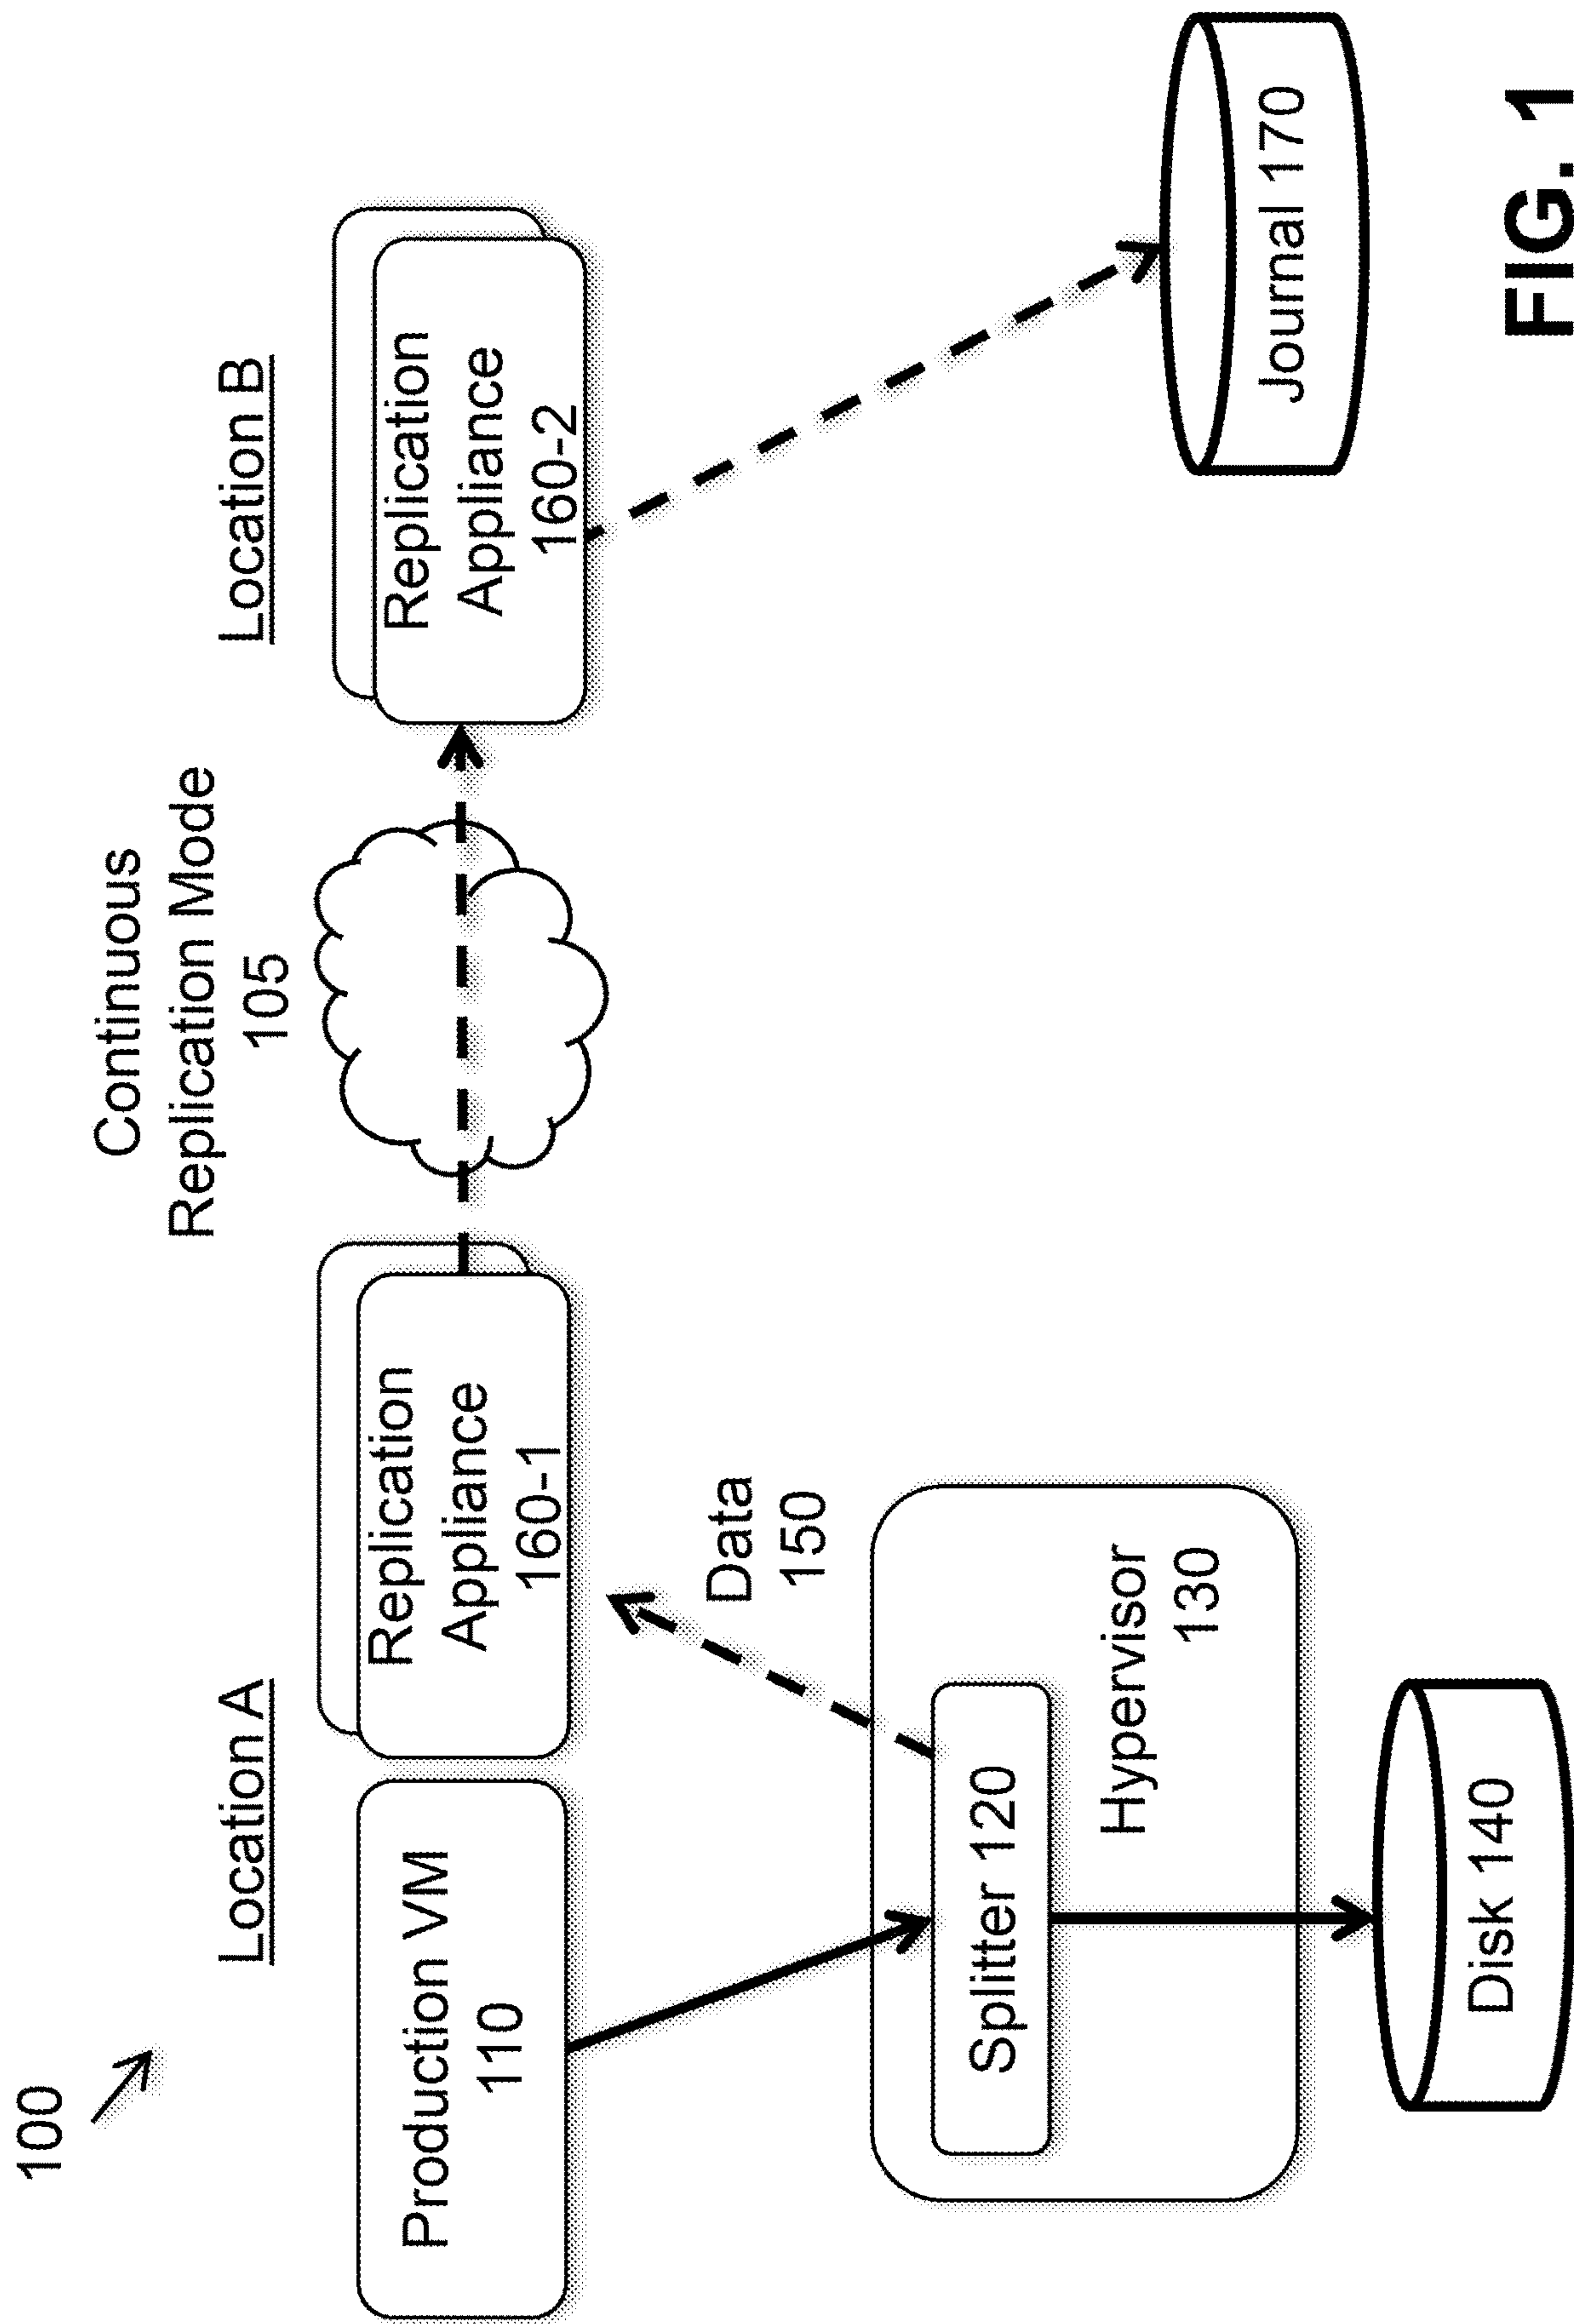 100
Location A
Continuous
Replication Mode
105
Location B
Production VM
110
Replication
Appliance
160-1
Replication
Appliance
160-2
Data
150
Splitter 120
Hypervisor
130
Disk 140
Journal 170
FIG. 1